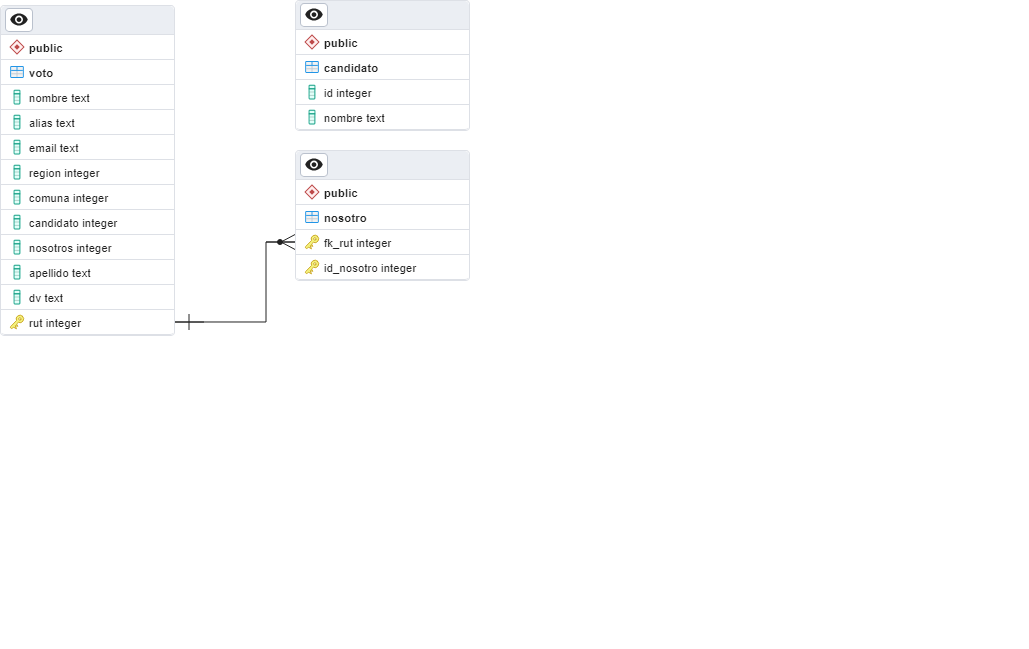 public
voto
nombre text
alias text
email text
region integer
comuna integer
candidato integer
nosotros integer
apellido text
dv text
rut integer
public
candidato
id integer
nombre text
public
nosotro
fk_rut integer
id_nosotro integer